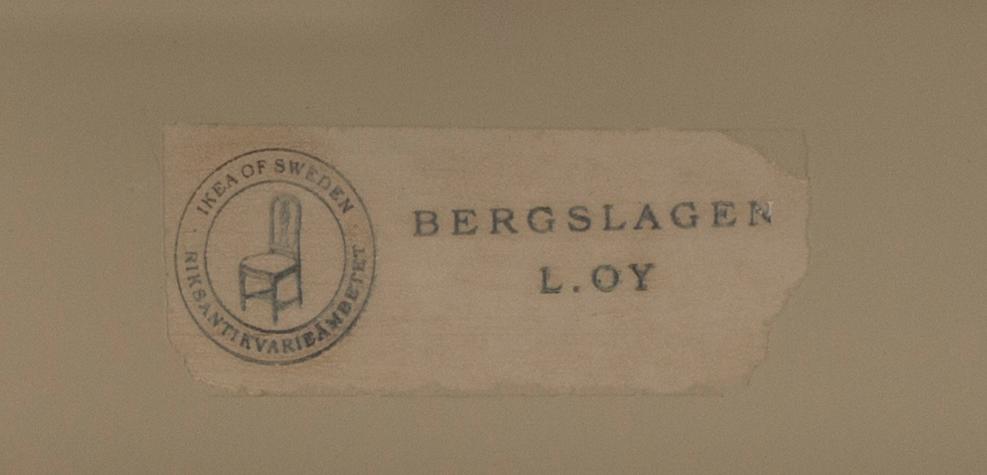 IKEA OF SWEDEN
RIKSANTIKVARIEÄMBETET
BERGSLAGEN
L.OY